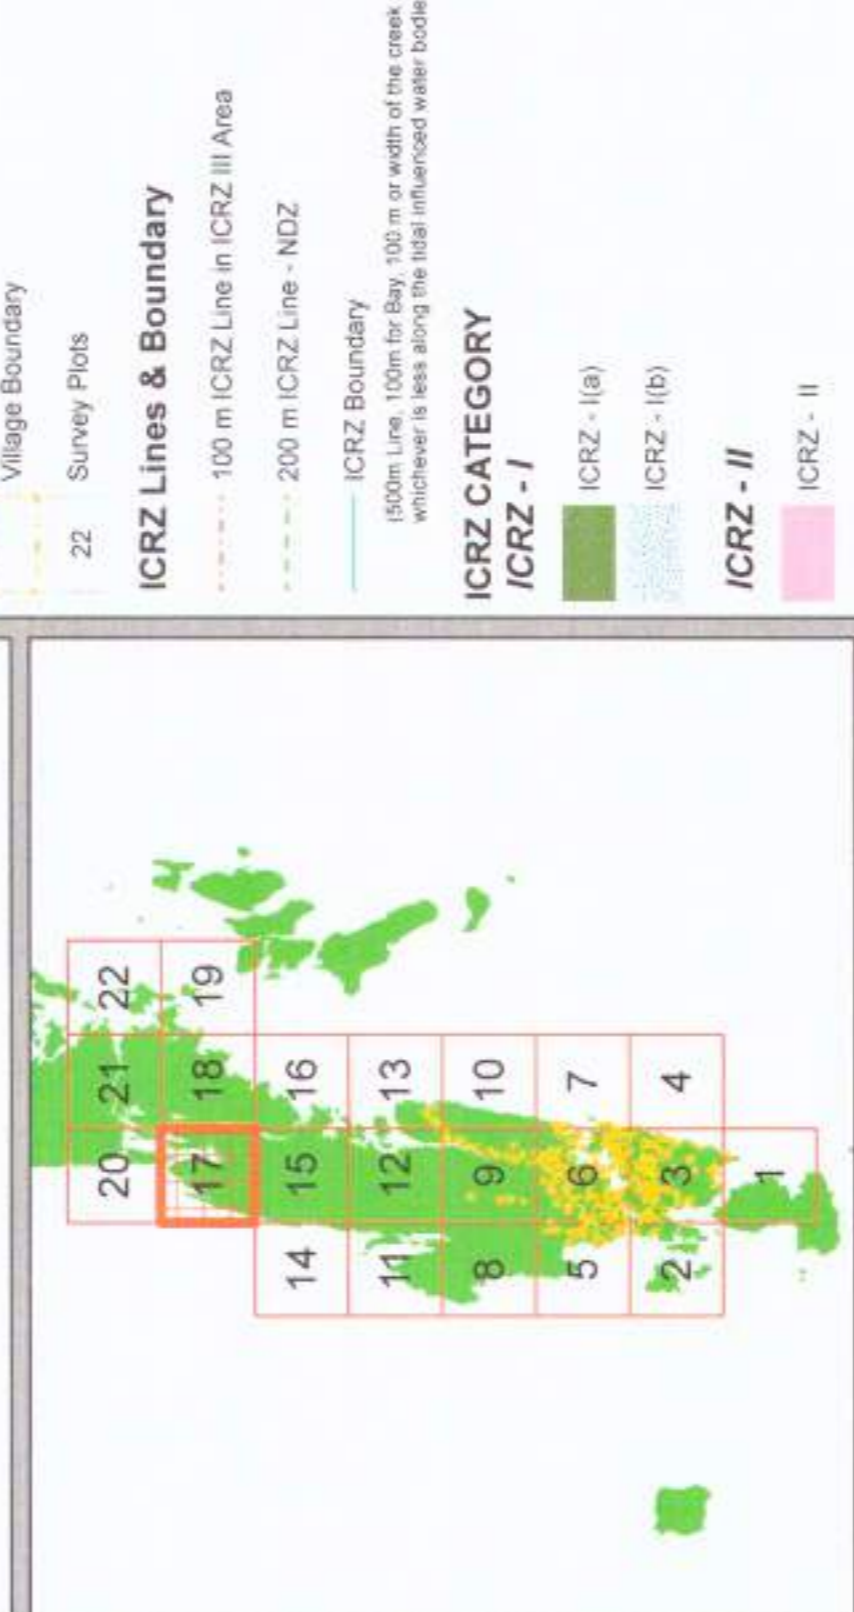 20 21 22
17 18 19
14 15 16
11 12 13
8 9 10
5 6 7
2 3 4
1
Village Boundary
22 Survey Plots
ICRZ Lines & Boundary
100 m ICRZ Line in ICRZ III Area
200 m ICRZ Line - NDZ
ICRZ Boundary
(500m Line, 100m for Bay, 100 m or width of the creek
whichever is less along the tidal influenced water bodie
ICRZ CATEGORY
ICRZ - I
ICRZ - I(a)
ICRZ - I(b)
ICRZ - II
ICRZ - II